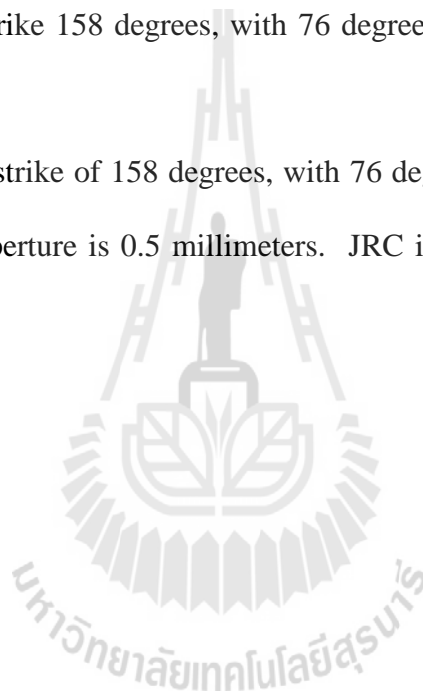 rike 158 degrees, with 76 degree
strike of 158 degrees, with 76 de
perture is 0.5 millimeters. JRC i
มหาวิทยาลัยเทคโนโลยีสุรนารี